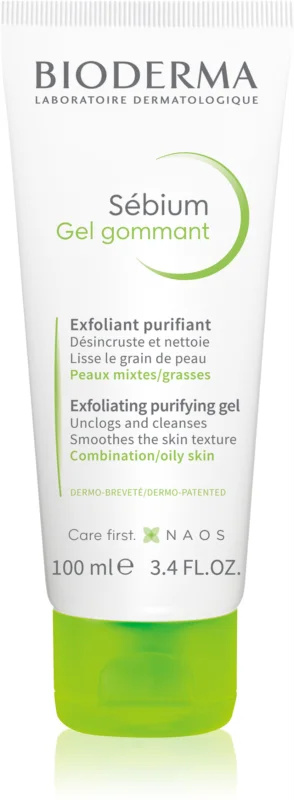 BIODERMA
LABORATOIRE DERMATOLOGIQUE
Sébium
Gel gommant
Exfoliant purifiant
Désincruste et nettoie
Lisse le grain de peau
Peaux mixtes/grasses
Exfoliating purifying gel
Unclogs and cleanses
Smoothes the skin texture
Combination/oily skin
DERMO-BREVETÉ/DERMO-PATENTED
Care first. NAOS
100 ml℮ 3.4 FL.OZ.